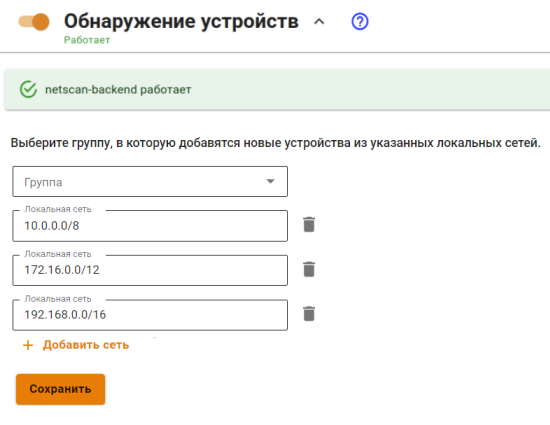 Обнаружение устройств
Работает
netscan-backend работает
Выберите группу, в которую добавятся новые устройства из указанных локальных сетей.
Группа
Локальная сеть
10.0.0.0/8
Локальная сеть
172.16.0.0/12
Локальная сеть
192.168.0.0/16
+ Добавить сеть
Сохранить